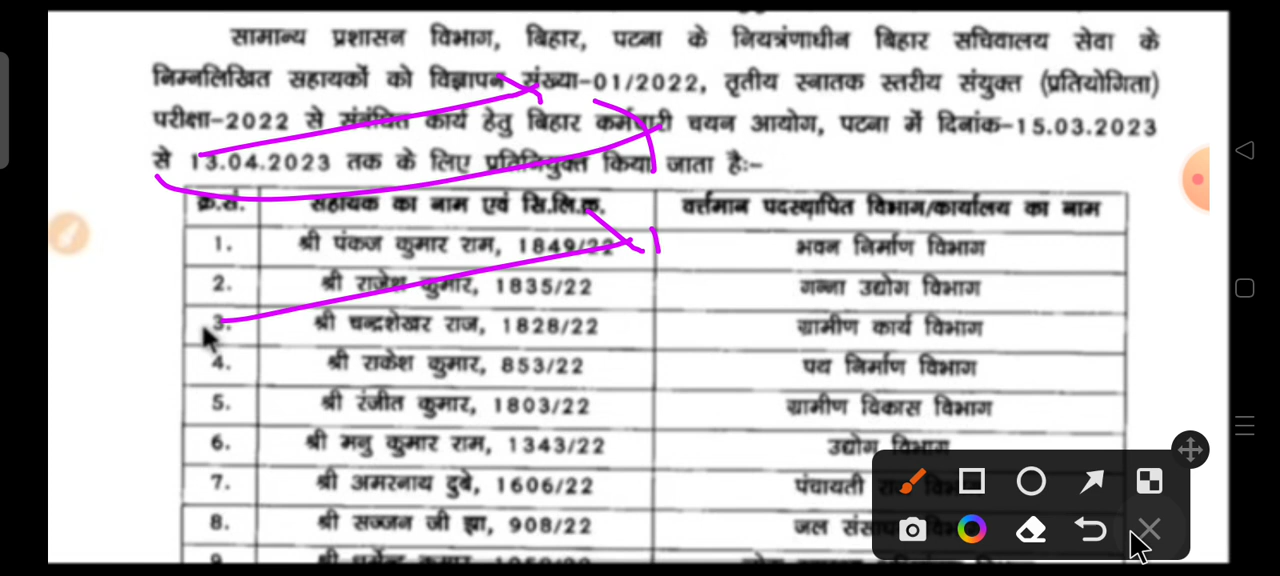 सामान्य प्रशासन विभाग, बिहार, पटना के नियत्रंणाधीन बिहार सचिवालय सेवा के
निम्नलिखित सहायकों को विज्ञापन संख्या-01/2022, तृतीय स्नातक स्तरीय संयुक्त (प्रतियोगिता)
परीक्षा-2022 से संबंधित कार्य हेतु बिहार कर्मचारी चयन आयोग, पटना में दिनांक-15.03.2023
से 13.04.2023 तक के लिए प्रतिनियुक्त किया जाता हैः-
क्र.सं. सहायक का नाम एवं सि.लि.क्र. वर्त्तमान पदस्थापित विभाग/कार्यालय का नाम
1. श्री पंकज कुमार राम, 1849/22 भवन निर्माण विभाग
2. श्री राजेश कुमार, 1835/22 गन्ना उद्योग विभाग
3. श्री चन्द्रशेखर राज, 1828/22 ग्रामीण कार्य विभाग
4. श्री राकेश कुमार, 853/22 पथ निर्माण विभाग
5. श्री रंजीत कुमार, 1803/22 ग्रामीण विकास विभाग
6. श्री मनु कुमार राम, 1343/22 उद्योग विभाग
7. श्री अमरनाथ दुबे, 1606/22 पंचायती
8. श्री सज्जन जी झा, 908/22 जल